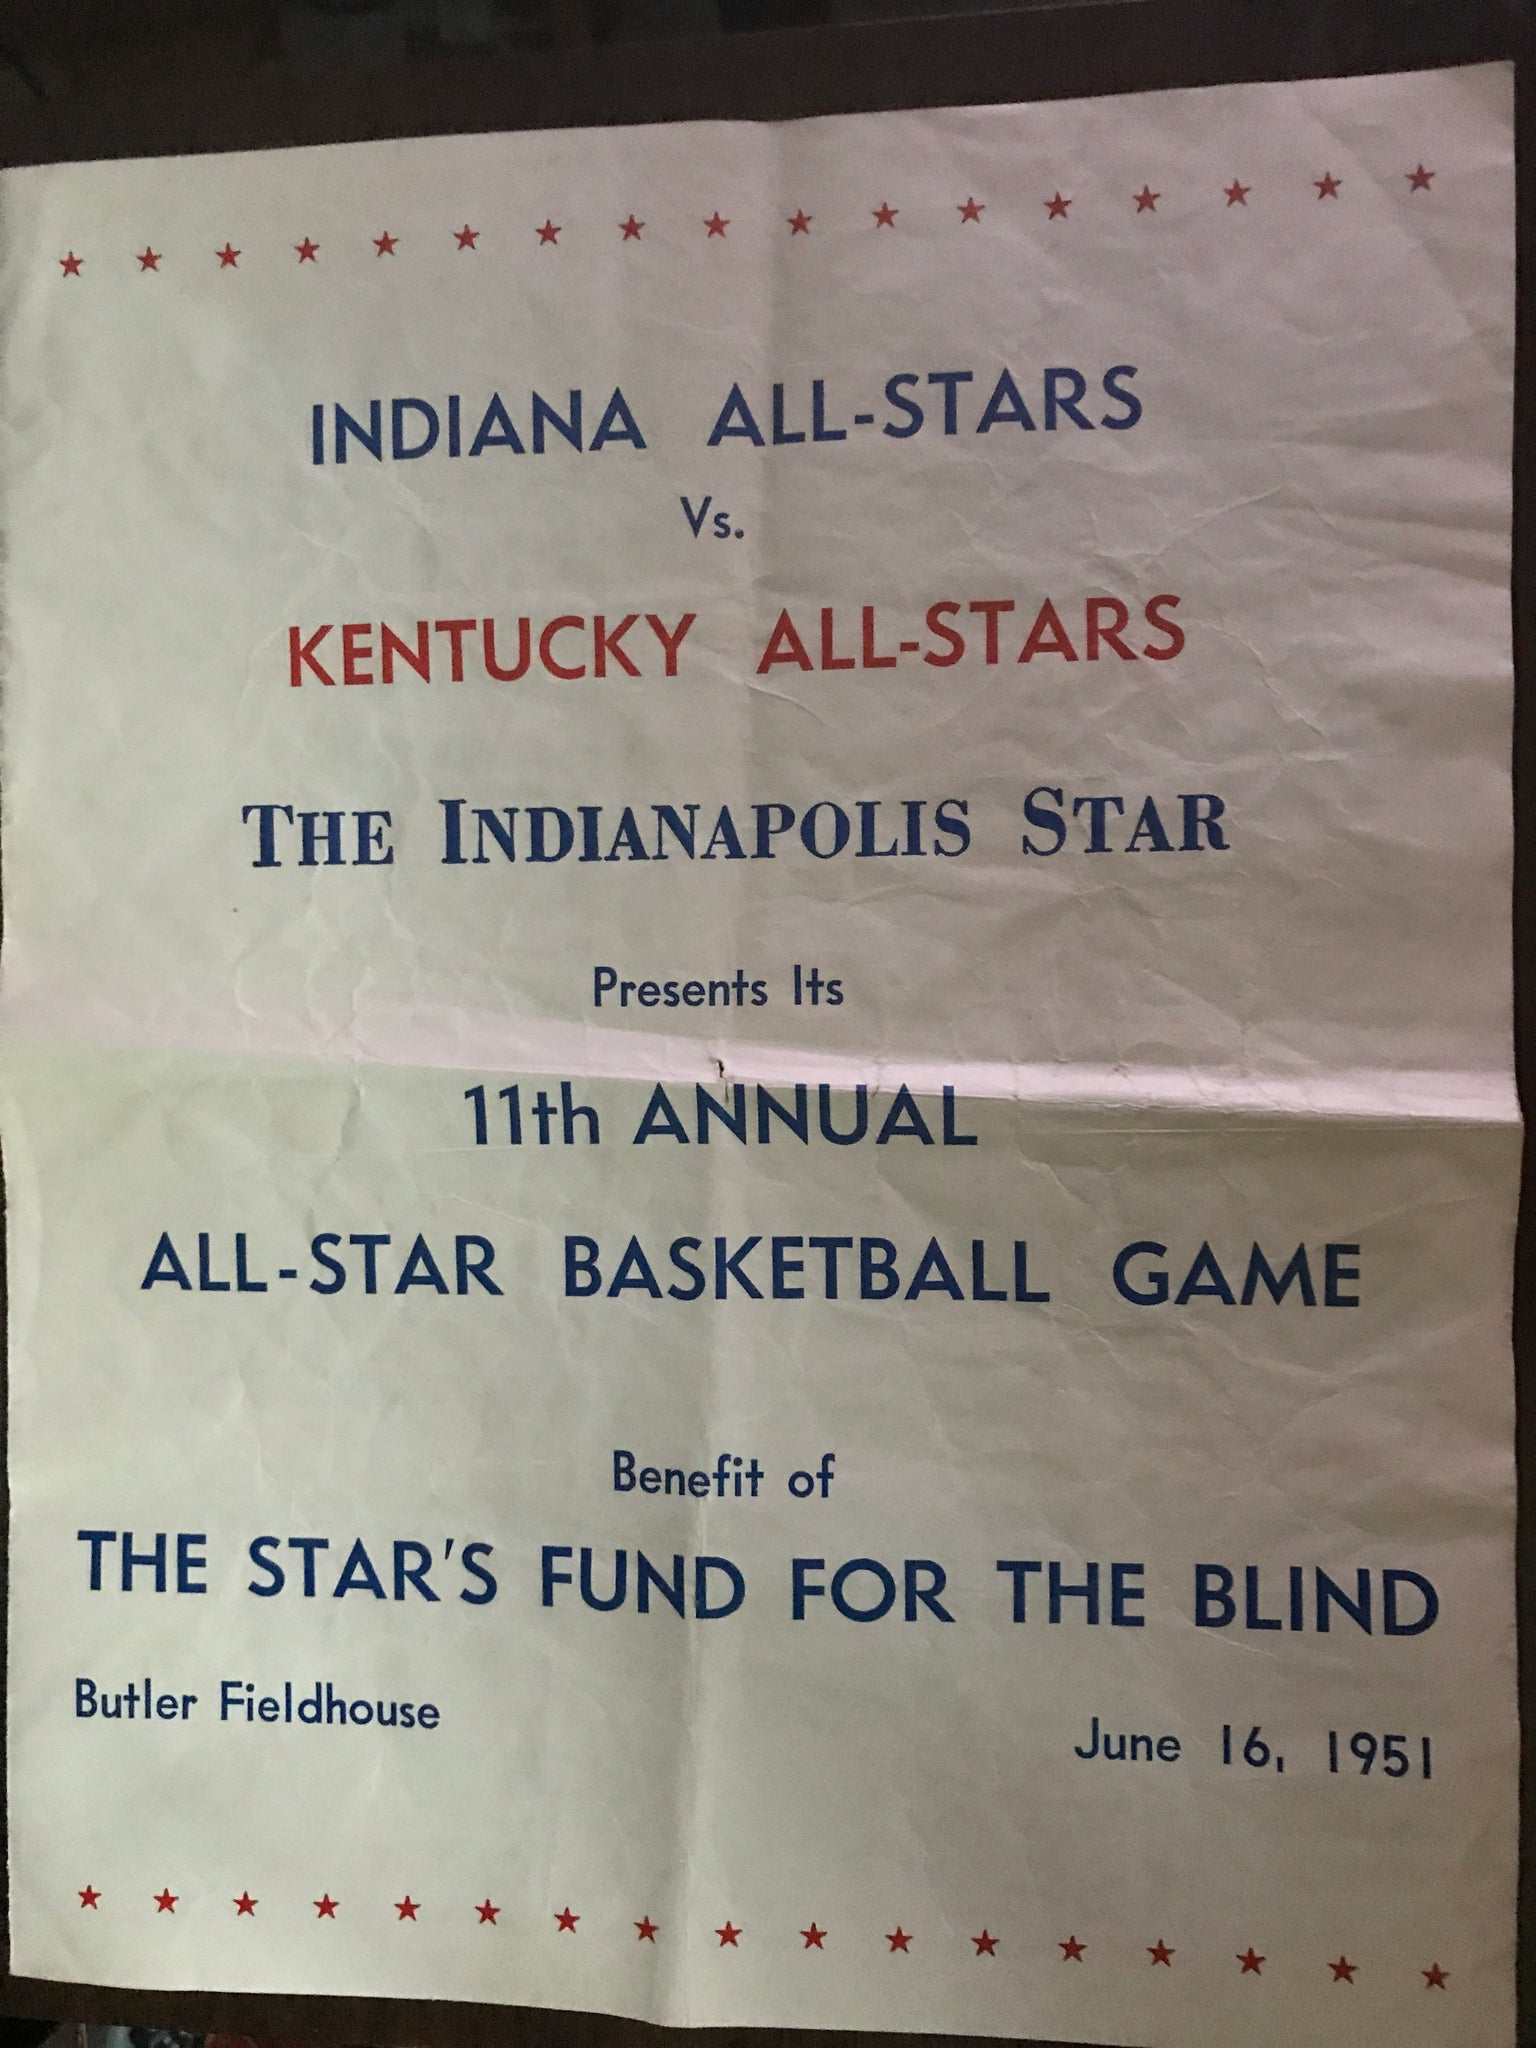 INDIANA ALL-STARS
Vs.
KENTUCKY ALL-STARS
THE INDIANAPOLIS STAR
Presents Its
11th ANNUAL
ALL-STAR BASKETBALL GAME
Benefit of
THE STAR'S FUND FOR THE BLIND
Butler Fieldhouse
June 16, 1951